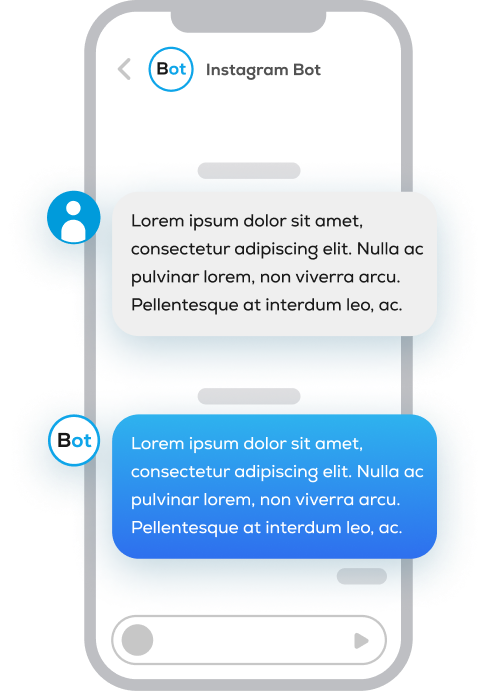 Bot Instagram Bot
Lorem ipsum dolor sit amet,
consectetur adipiscing elit. Nulla ac
pulvinar lorem, non viverra arcu.
Pellentesque at interdum leo, ac.
Bot
Lorem ipsum dolor sit amet,
consectetur adipiscing elit. Nulla ac
pulvinar lorem, non viverra arcu.
Pellentesque at interdum leo, ac.